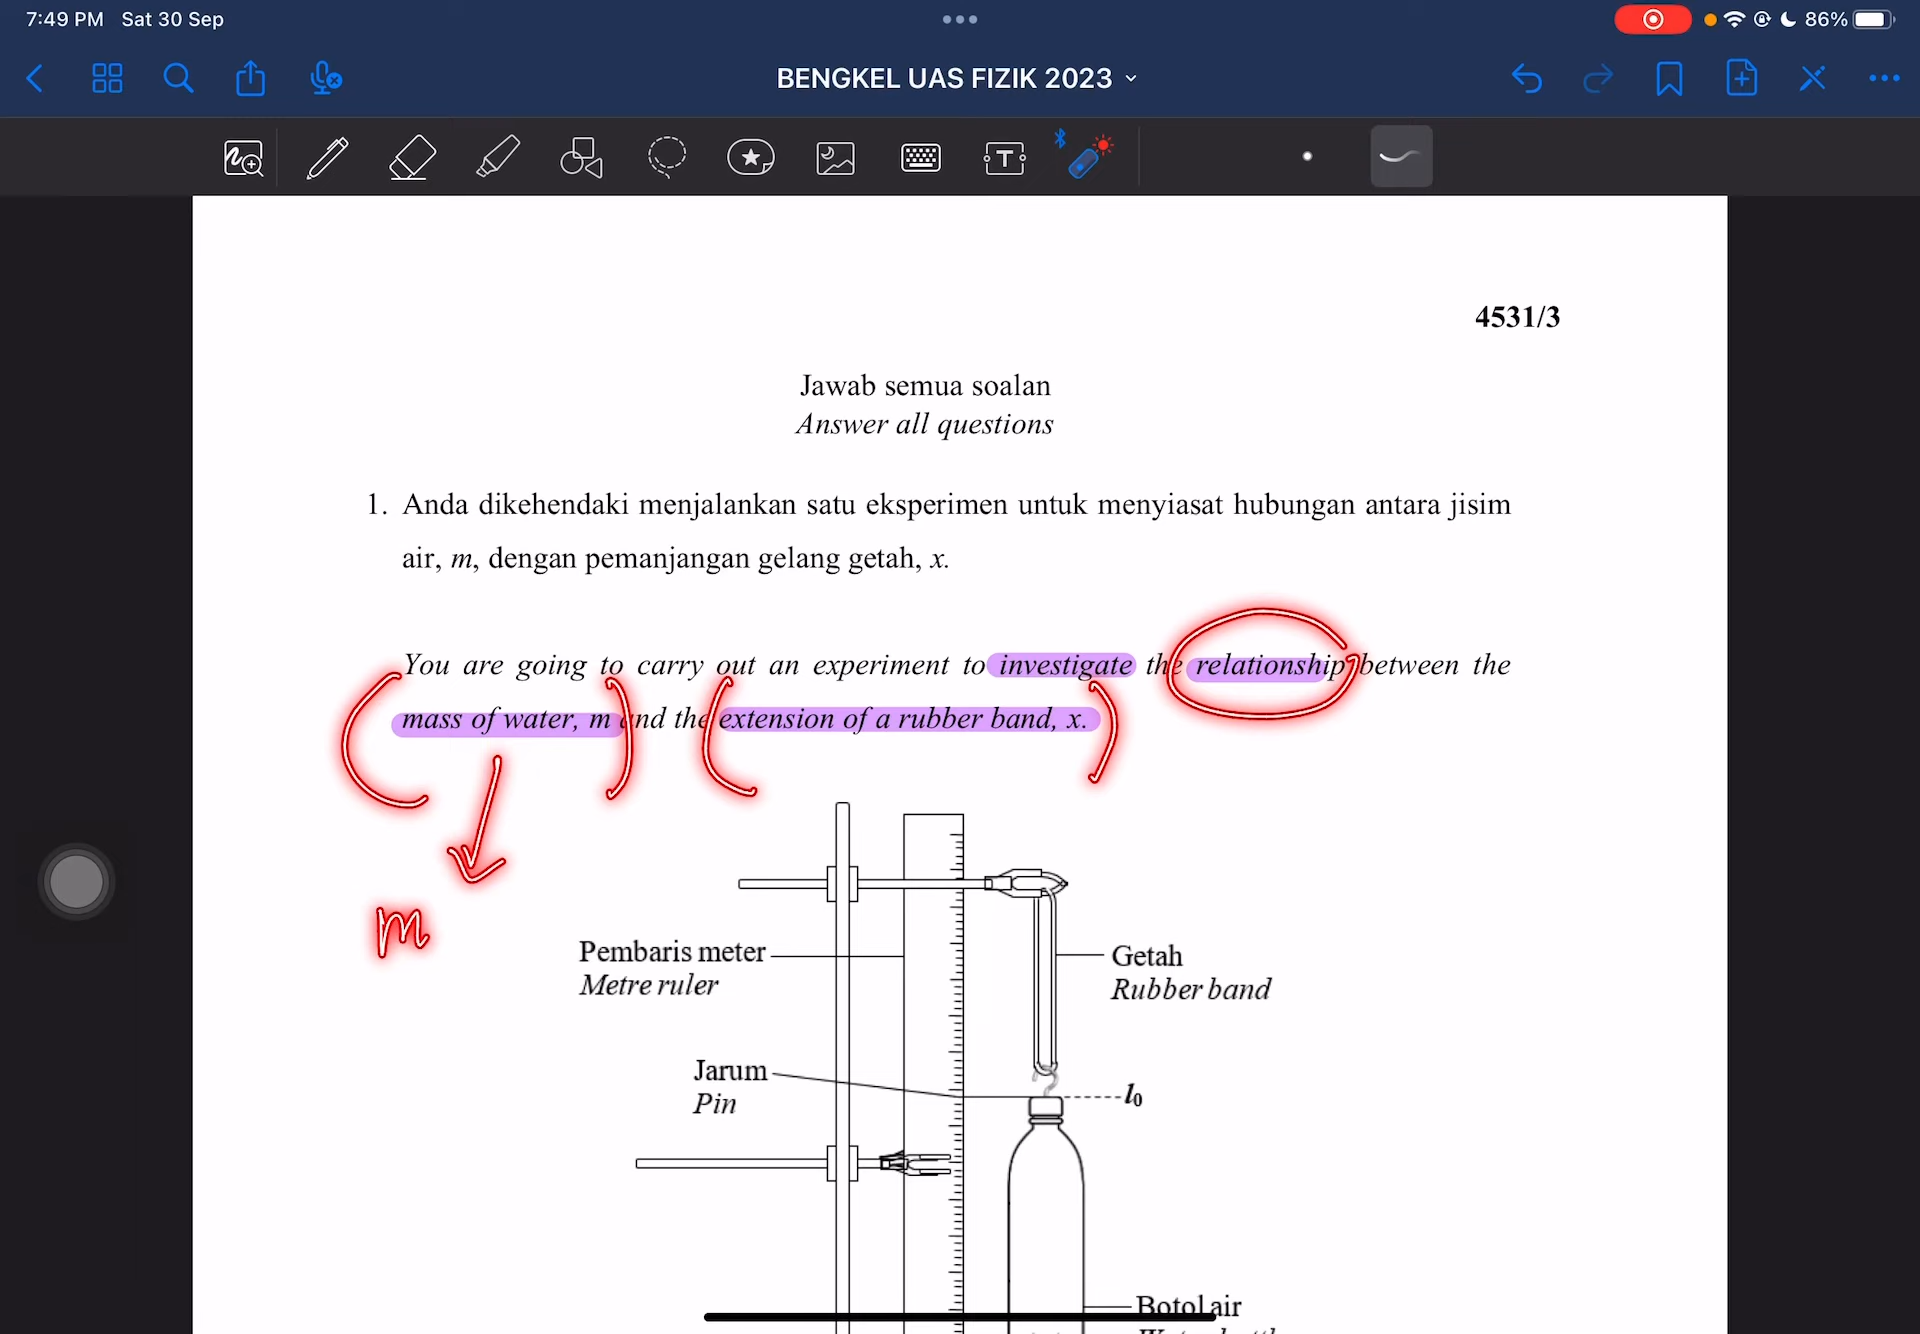 7:49 PM Sat 30 Sep
86%
BENGKEL UAS FIZIK 2023
4531/3
Jawab semua soalan
Answer all questions
1. Anda dikehendaki menjalankan satu eksperimen untuk menyiasat hubungan antara jisim
air, m, dengan pemanjangan gelang getah, x.
You are going to carry out an experiment to investigate the relationship between the
mass of water, m and the extension of a rubber band, x.
m
Pembaris meter
Metre ruler
Getah
Rubber band
Jarum
Pin
l₀
Botol air